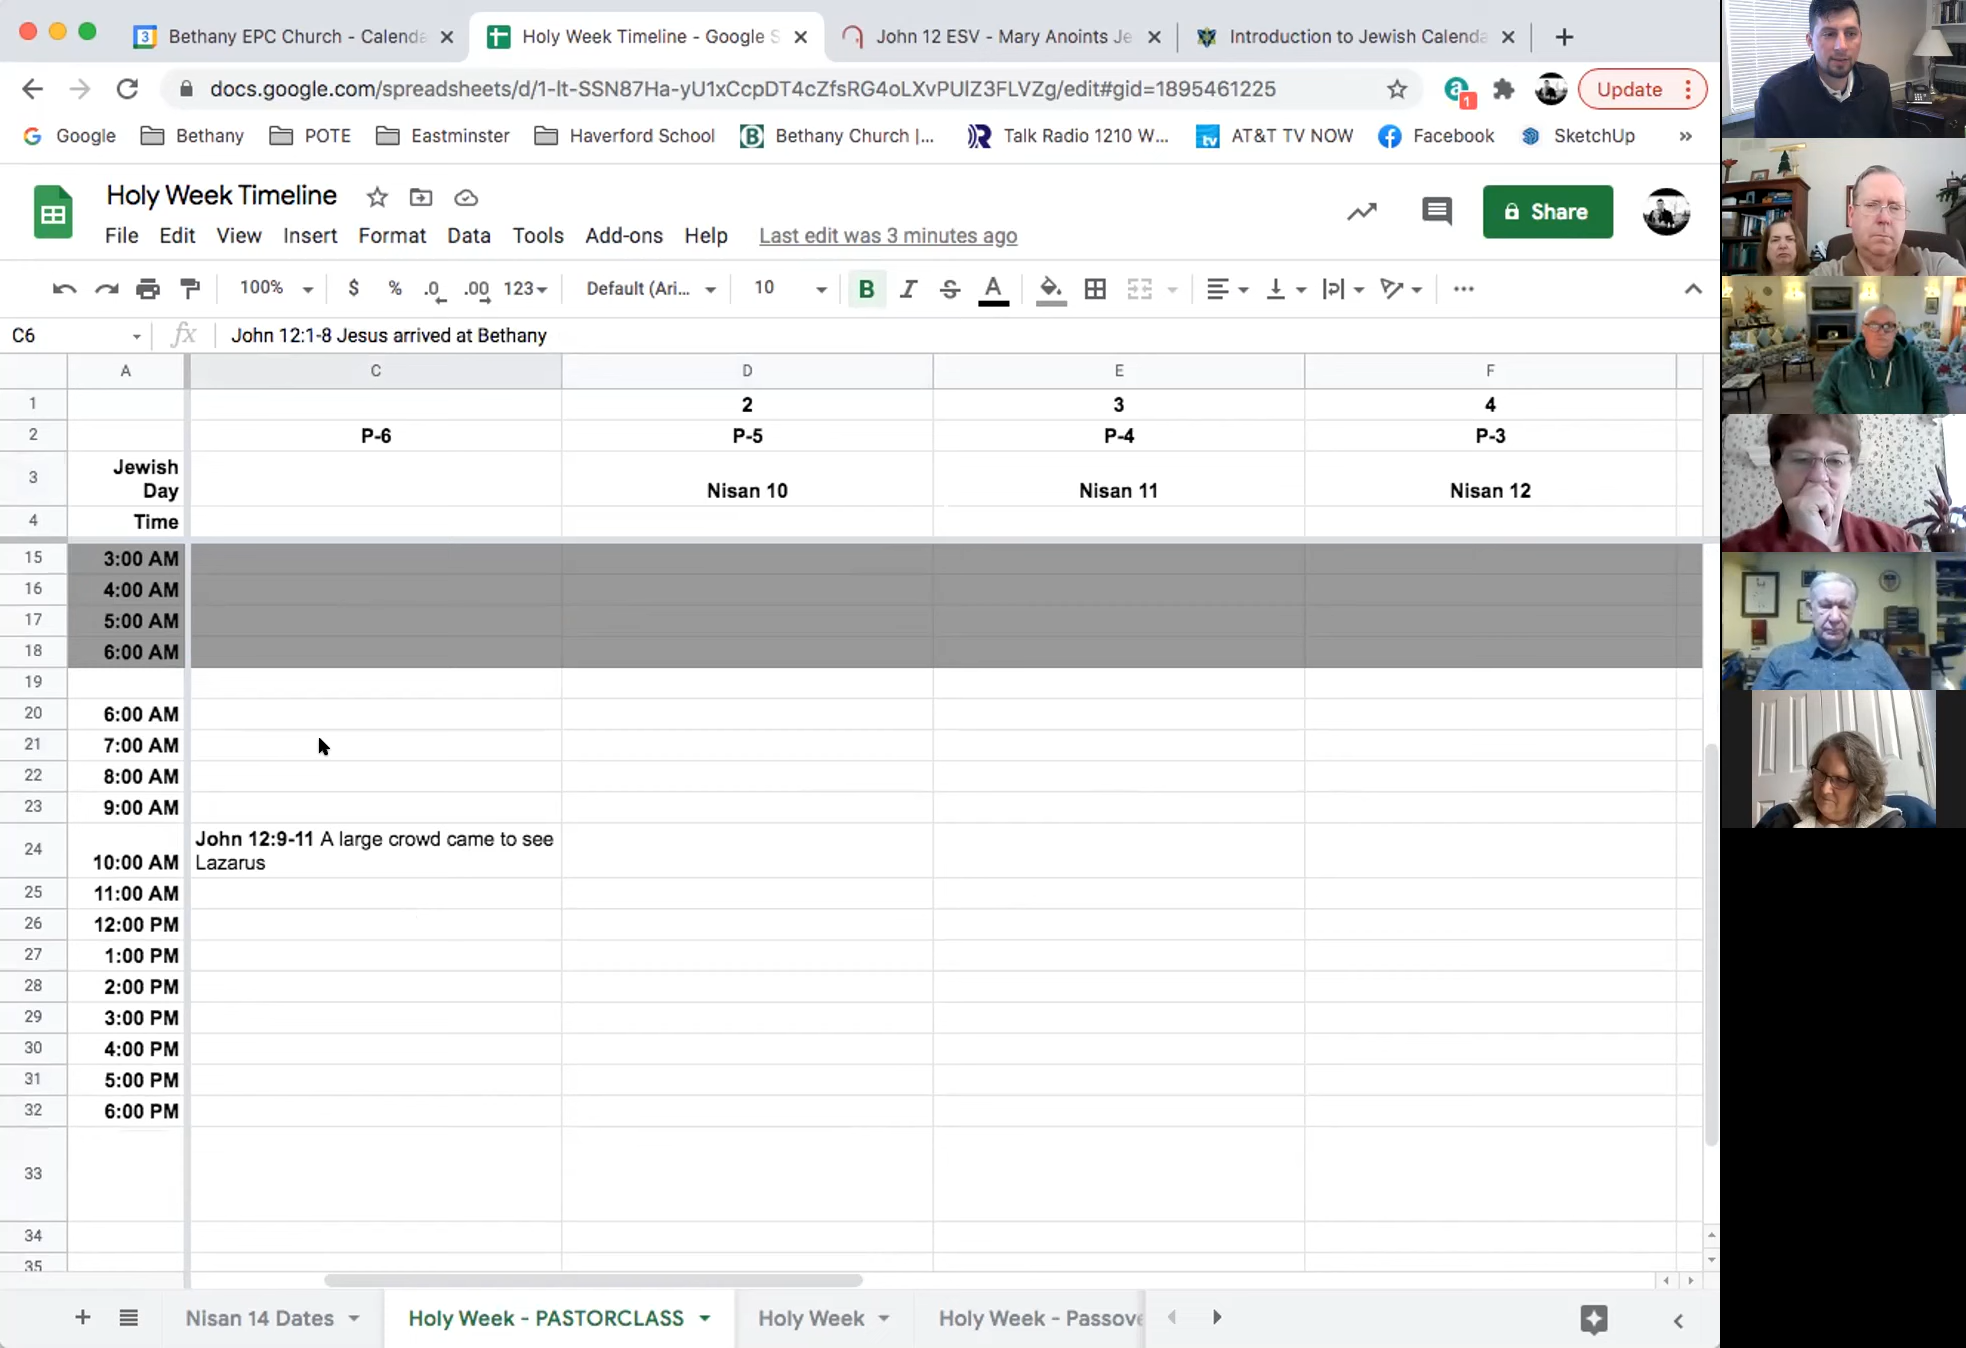 3 Bethany EPC Church - Calenda
Holy Week Timeline - Google S
John 12 ESV - Mary Anoints Je
Introduction to Jewish Calenda
docs.google.com/spreadsheets/d/1-lt-SSN87Ha-yU1xCcpDT4cZfsRG4oLXvPUlZ3FLVZg/edit#gid=1895461225
a 1
Update
Google Bethany POTE Eastminster Haverford School Bethany Church |... Talk Radio 1210 W... AT&T TV NOW Facebook SketchUp »
Holy Week Timeline
File Edit View Insert Format Data Tools Add-ons Help Last edit was 3 minutes ago
Share
100% $ % .0 .00 123 Default (Ari... 10 B I S A
C6 fx John 12:1-8 Jesus arrived at Bethany
A C D E F
1 2 3 4
2 P-6 P-5 P-4 P-3
3 Jewish Day Nisan 10 Nisan 11 Nisan 12
4 Time
15 3:00 AM
16 4:00 AM
17 5:00 AM
18 6:00 AM
19
20 6:00 AM
21 7:00 AM
22 8:00 AM
23 9:00 AM
24 10:00 AM John 12:9-11 A large crowd came to see Lazarus
25 11:00 AM
26 12:00 PM
27 1:00 PM
28 2:00 PM
29 3:00 PM
30 4:00 PM
31 5:00 PM
32 6:00 PM
33
34
35
Nisan 14 Dates Holy Week - PASTORCLASS Holy Week Holy Week - Passove